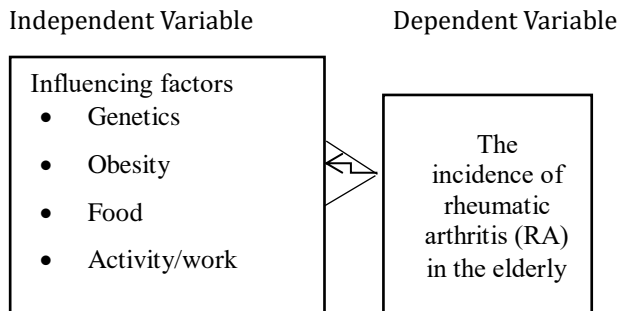 Independent Variable
Dependent Variable
Influencing factors
• Genetics
• Obesity
• Food
• Activity/work
The
incidence of
rheumatic
arthritis (RA)
in the elderly